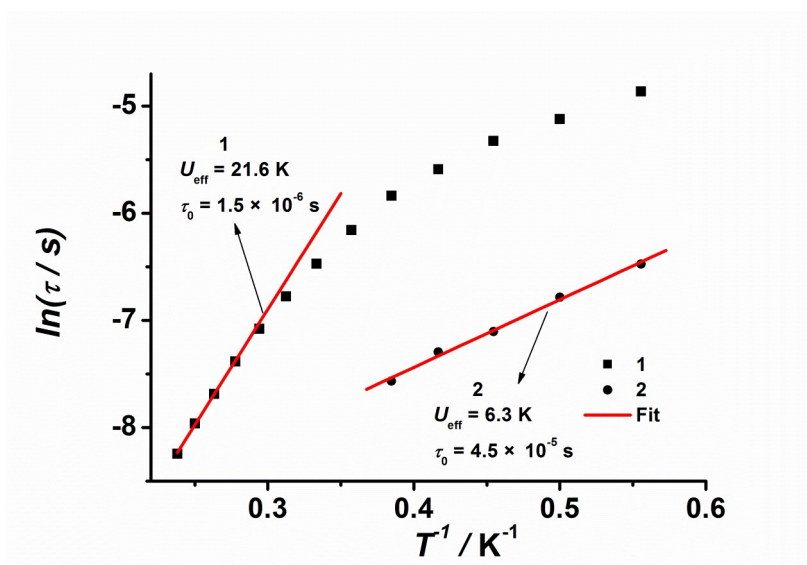 -5
-6
-7
-8
ln(τ / s)
1
U_eff = 21.6 K
τ_0 = 1.5 × 10^-6 s
1
2
Fit
2
U_eff = 6.3 K
τ_0 = 4.5 × 10^-5 s
0.3 0.4 0.5 0.6
T^-1 / K^-1